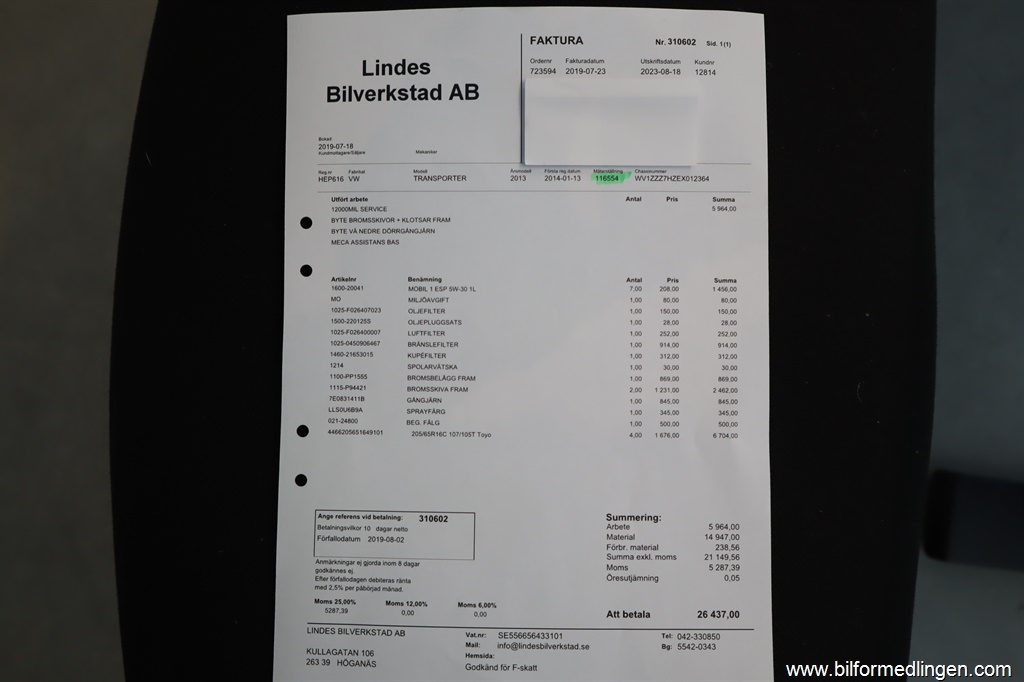 FAKTURA Nr. 310602 Sid. 1(1)
Lindes
Bilverkstad AB
Ordernr Fakturadatum Utskriftsdatum Kundnr
723594 2019-07-23 2023-08-18 12814
Bokad
2019-07-18
Kundmottagare/Säljare Mekaniker
Reg.nr Fabrikat Modell Årsmodell Första reg datum Mätarställning Chassinummer
HEP616 VW TRANSPORTER 2013 2014-01-13 116554 WV1ZZZ7HZEX012364
Utfört arbete Antal Pris Summa
12000MIL SERVICE 5 964,00
BYTE BROMSSKIVOR + KLOTSAR FRAM
BYTE VÄ NEDRE DÖRRGÅNGJÄRN
MECA ASSISTANS BAS
Artikelnr Benämning Antal Pris Summa
1600-20041 MOBIL 1 ESP 5W-30 1L 7,00 208,00 1 456,00
MO MILJÖAVGIFT 1,00 80,00 80,00
1025-F026407023 OLJEFILTER 1,00 150,00 150,00
1500-220125S OLJEPLUGGSATS 1,00 28,00 28,00
1025-F026400007 LUFTFILTER 1,00 252,00 252,00
1025-0450906467 BRÄNSLEFILTER 1,00 914,00 914,00
1460-21653015 KUPÉFILTER 1,00 312,00 312,00
1214 SPOLARVÄTSKA 1,00 30,00 30,00
1100-PP1555 BROMSBELÄGG FRAM 1,00 869,00 869,00
1115-P94421 BROMSSKIVA FRAM 2,00 1 231,00 2 462,00
7E0831411B GÅNGJÄRN 1,00 845,00 845,00
LLS0U6B9A SPRAYFÄRG 1,00 345,00 345,00
021-24800 BEG. FÄLG 1,00 500,00 500,00
4466205651649101 205/65R16C 107/105T Toyo 4,00 1 676,00 6 704,00
Ange referens vid betalning: 310602
Betalningsvilkor 10 dagar netto
Förfallodatum 2019-08-02
Anmärkningar ej gjorda inom 8 dagar
godkännes ej.
Efter förfallodagen debiteras ränta
med 2,5% per påbörjad månad.
Summering:
Arbete 5 964,00
Material 14 947,00
Förbr. material 238,56
Summa exkl. moms 21 149,56
Moms 5 287,39
Öresutjämning 0,05
Moms 25,00% Moms 12,00% Moms 6,00%
5287,39 0,00 0,00
Att betala 26 437,00
LINDES BILVERKSTAD AB
KULLAGATAN 106
263 39 HÖGANÄS
Vat.nr: SE556656433101
Mail: info@lindesbilverkstad.se
Hemsida:
Godkänd för F-skatt
Tel: 042-330850
Bg: 5542-0343
www.bilformedlingen.com